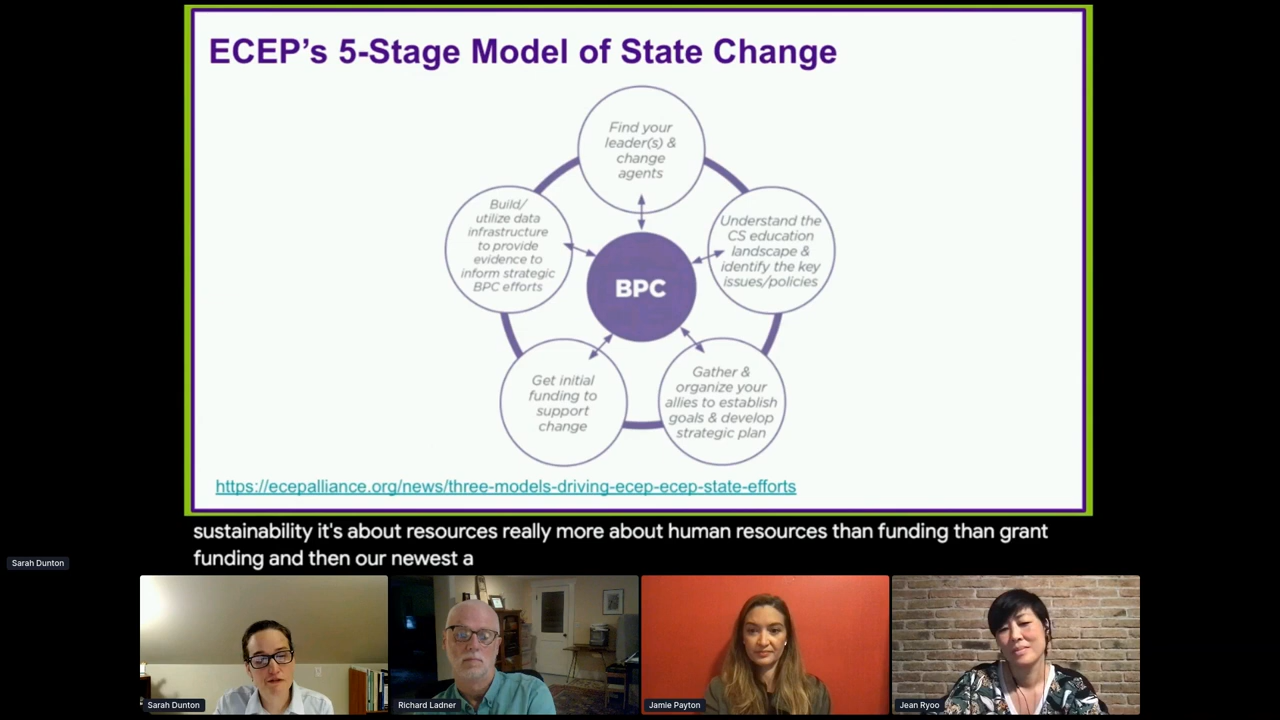 ECEP's 5-Stage Model of State Change
Find your
leader(s) &
change
agents
Understand the
CS education
landscape &
identify the key
issues/policies
Gather &
organize your
allies to establish
goals & develop
strategic plan
Get initial
funding to
support
change
Build/
utilize data
infrastructure
to provide
evidence to
inform strategic
BPC efforts
BPC
https://ecepalliance.org/news/three-models-driving-ecep-ecep-state-efforts
sustainability it's about resources really more about human resources than funding than grant
funding and then our newest a
Sarah Dunton
Sarah Dunton
Richard Ladner
Jamie Payton
Jean Ryoo